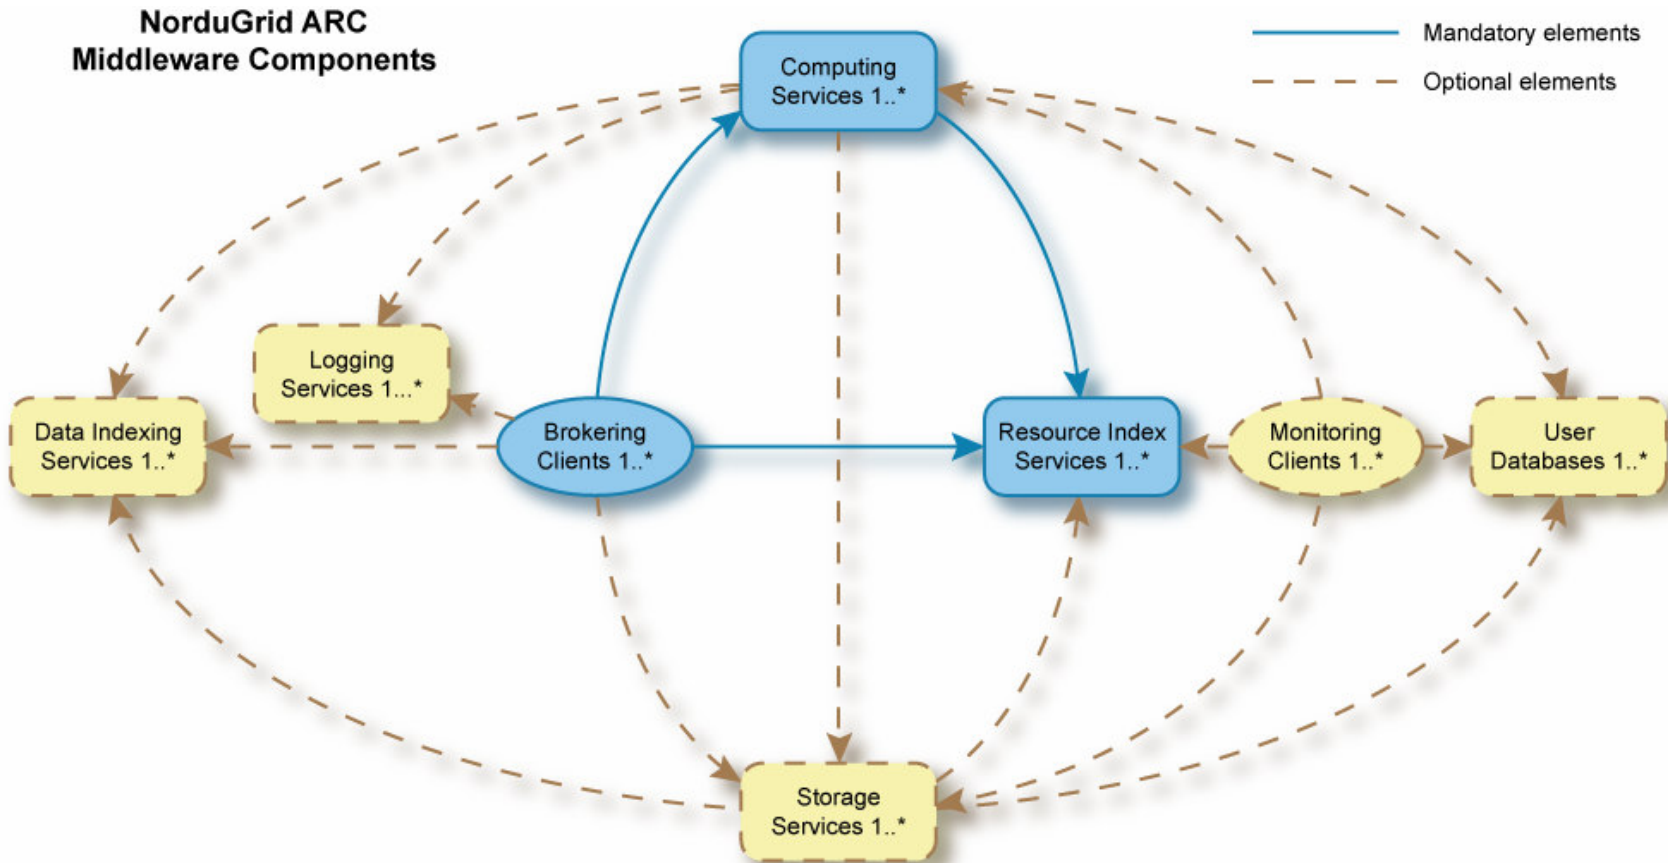 NorduGrid ARC
Middleware Components
Mandatory elements
Optional elements
Computing
Services 1..*
Logging
Services 1...*
Data Indexing
Services 1..*
Brokering
Clients 1..*
Resource Index
Services 1..*
Monitoring
Clients 1..*
User
Databases 1..*
Storage
Services 1..*